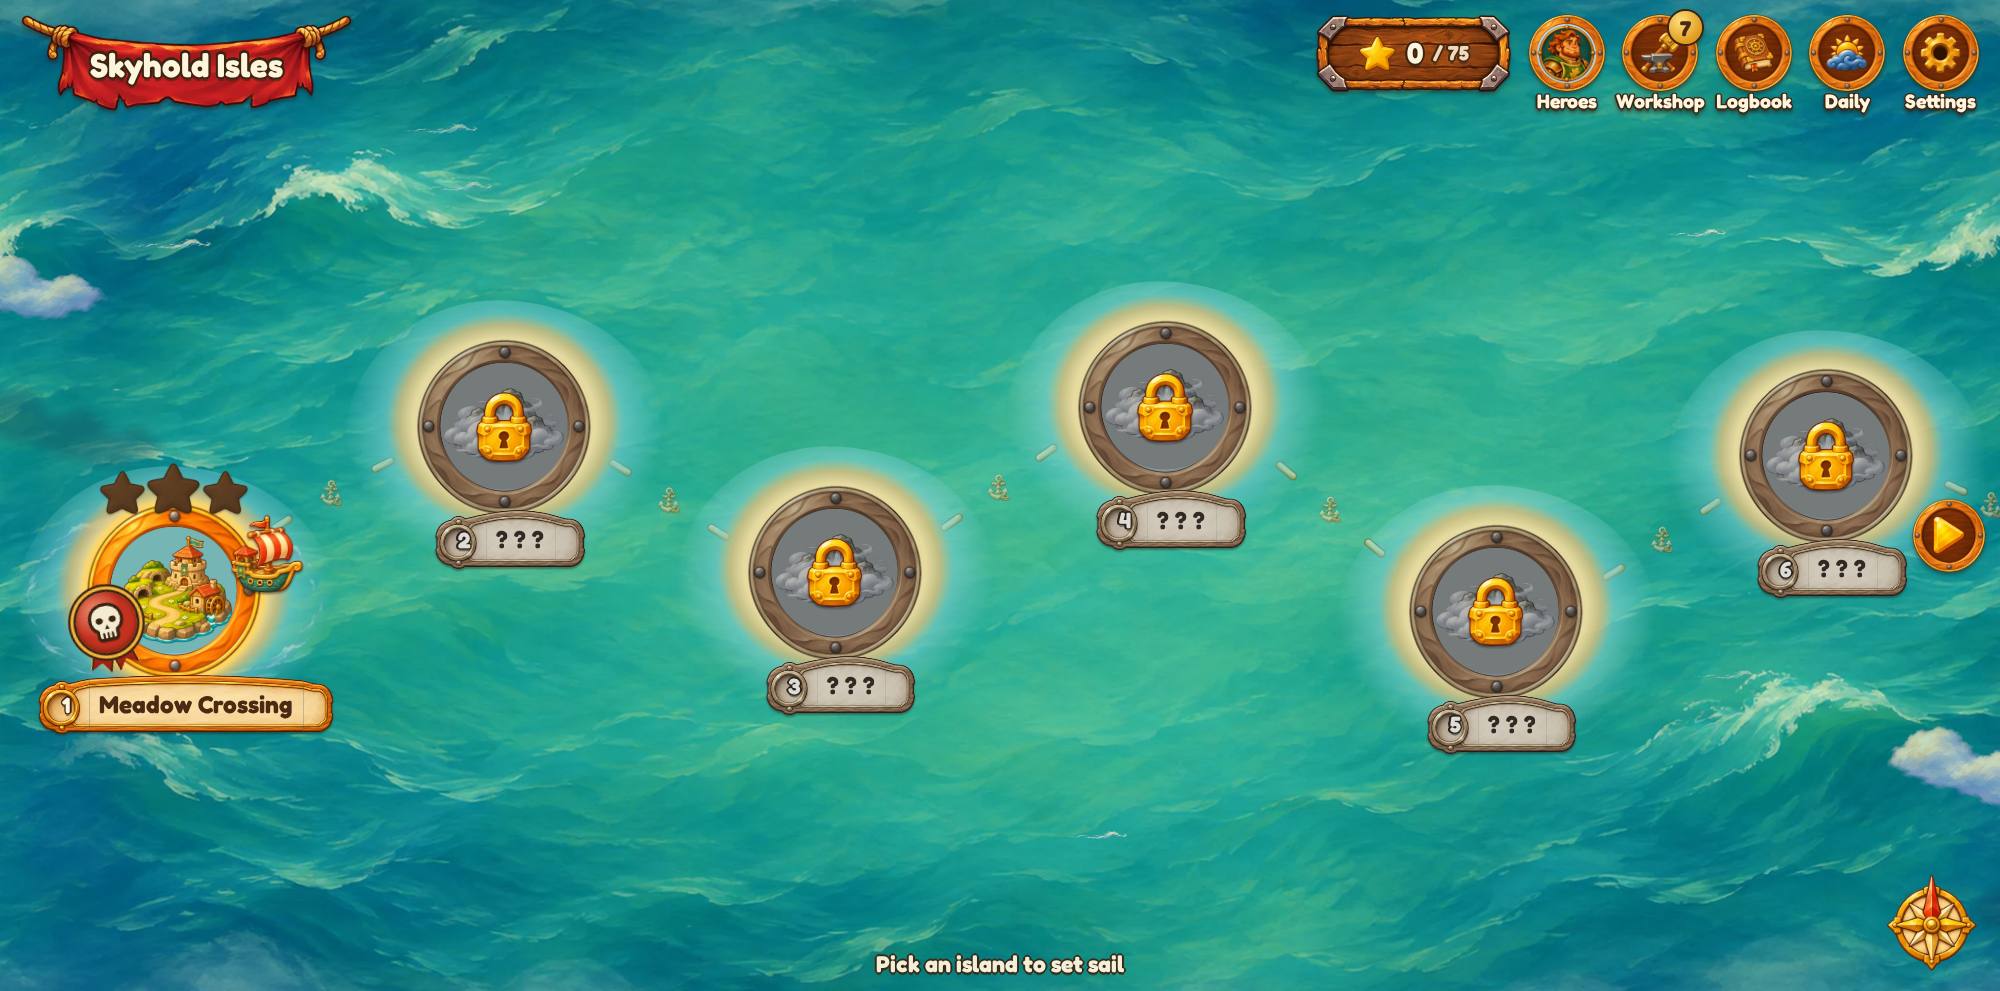 Skyhold Isles
0 / 75
7
Heroes
Workshop
Logbook
Daily
Settings
4 ???
2 ???
6 ???
3 ???
1 Meadow Crossing
5 ???
Pick an island to set sail